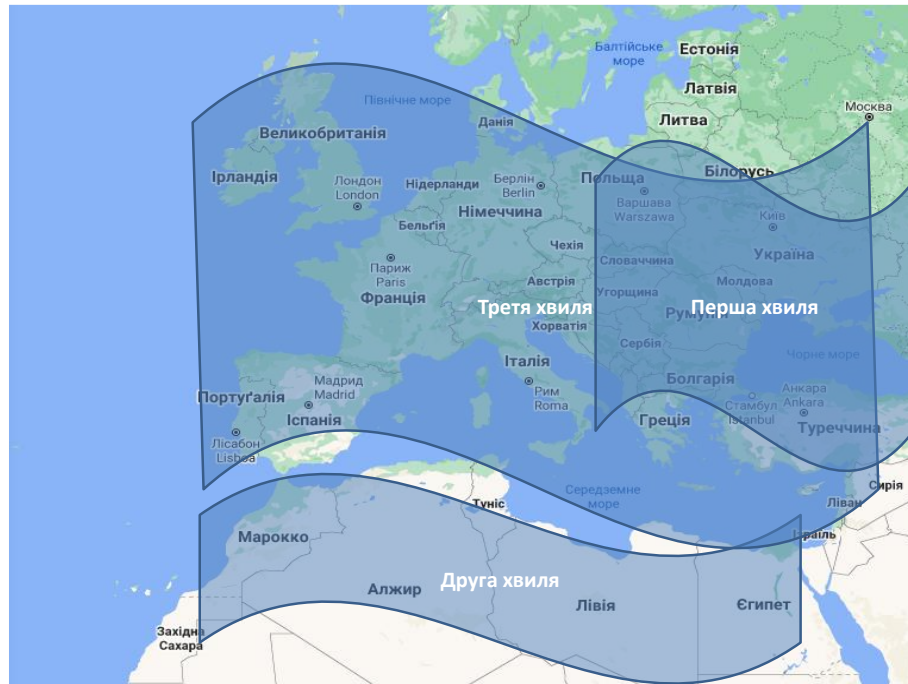 Балтійське
море
Естонія
Латвія
Москва
Литва
Північне море
Данія
Великобританія
Ірландія
Лондон
London
Нідерланди
Берлін
Berlin
Польща
Білорусь
Варшава
Warszawa
Німеччина
Київ
Бельґія
Україна
Чехія
Париж
Paris
Словаччина
Молдова
Австрія
Угорщина
Франція
Третя хвиля
Перша хвиля
Хорватія
Сербія
Чорне море
Італія
Мадрид
Madrid
Рим
Roma
Болгарія
Анкара
Ankara
Португалія
Іспанія
Стамбул
Istanbul
Греція
Туреччина
Лісабон
Lisboa
Середземне
море
Сирія
Ліван
Туніс
Марокко
Ізраїль
Алжир
Друга хвиля
Лівія
Єгипет
Західна
Сахара